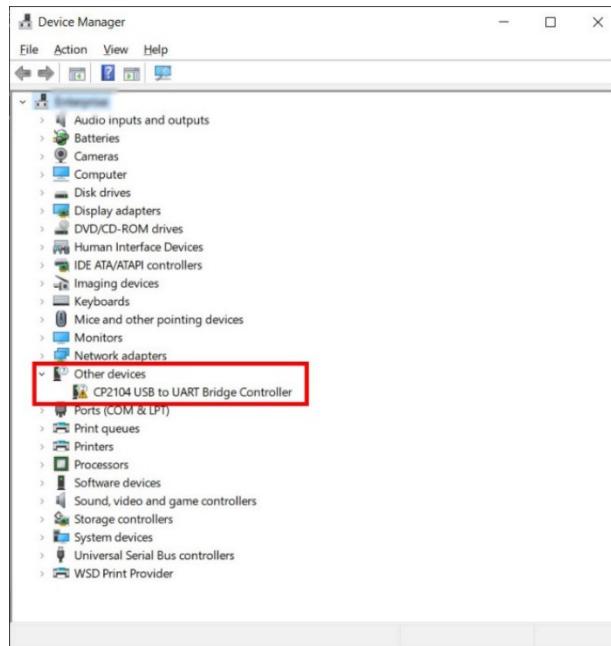 Device Manager
File Action View Help
Audio inputs and outputs
Batteries
Cameras
Computer
Disk drives
Display adapters
DVD/CD-ROM drives
Human Interface Devices
IDE ATA/ATAPI controllers
Imaging devices
Keyboards
Mice and other pointing devices
Monitors
Network adapters
Other devices
CP2104 USB to UART Bridge Controller
Ports (COM & LPT)
Print queues
Printers
Processors
Software devices
Sound, video and game controllers
Storage controllers
System devices
Universal Serial Bus controllers
WSD Print Provider